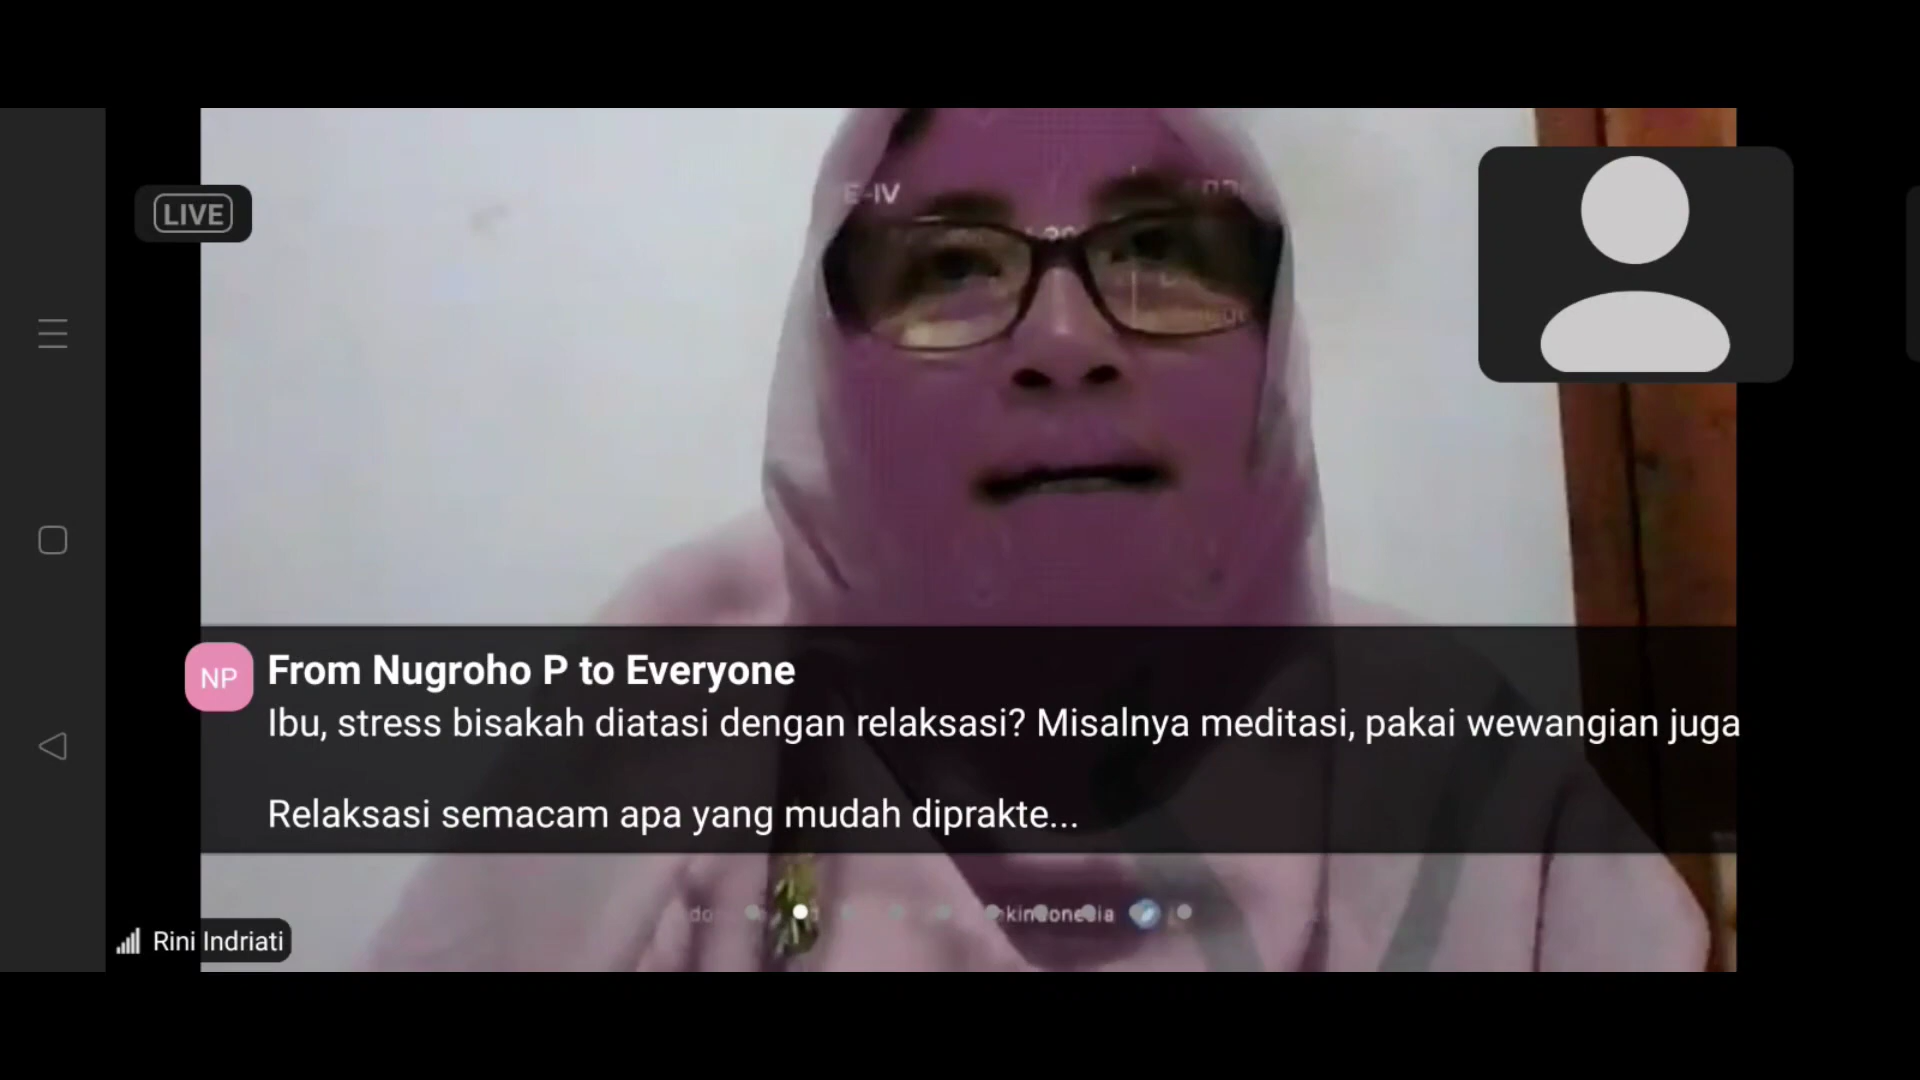 E-IV
LIVE
NP
From Nugroho P to Everyone
Ibu, stress bisakah diatasi dengan relaksasi? Misalnya meditasi, pakai wewangian juga
Relaksasi semacam apa yang mudah diprakte...
Rini Indriati